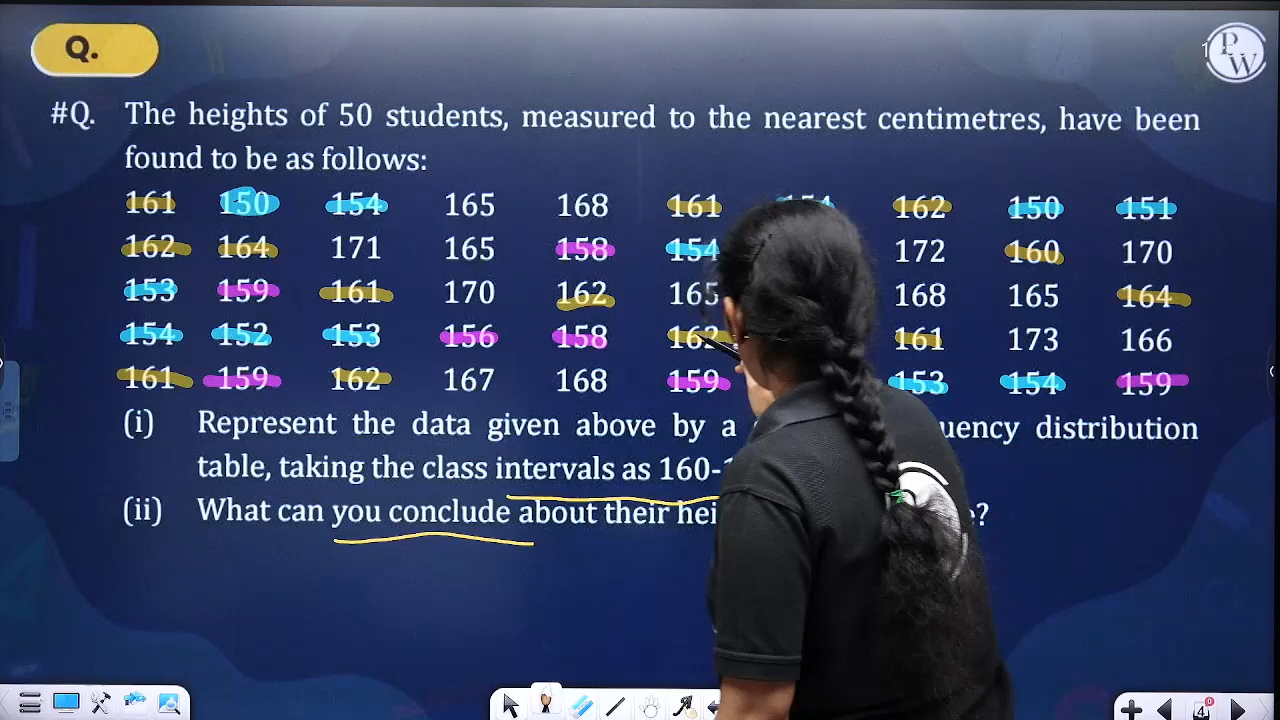 Q.
PW
#Q. The heights of 50 students, measured to the nearest centimetres, have been
found to be as follows:
161 150 154 165 168 161 154 162 150 151
162 164 171 165 158 154 172 160 170
153 159 161 170 162 165 168 165 164
154 152 153 156 158 162 161 173 166
161 159 162 167 168 159 153 154 159
(i) Represent the data given above by a distribution
table, taking the class intervals as 160-
(ii) What can you conclude about their
4